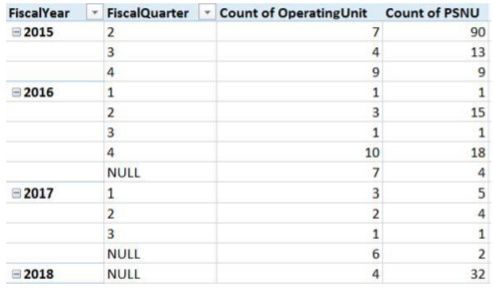 FiscalYear FiscalQuarter Count of OperatingUnit Count of PSNU
2015 2 7 90
3 4 13
4 9 9
2016 1 1 1
2 3 15
3 1 1
4 10 18
NULL 7 4
2017 1 3 5
2 2 4
3 1 1
NULL 6 2
2018 NULL 4 32